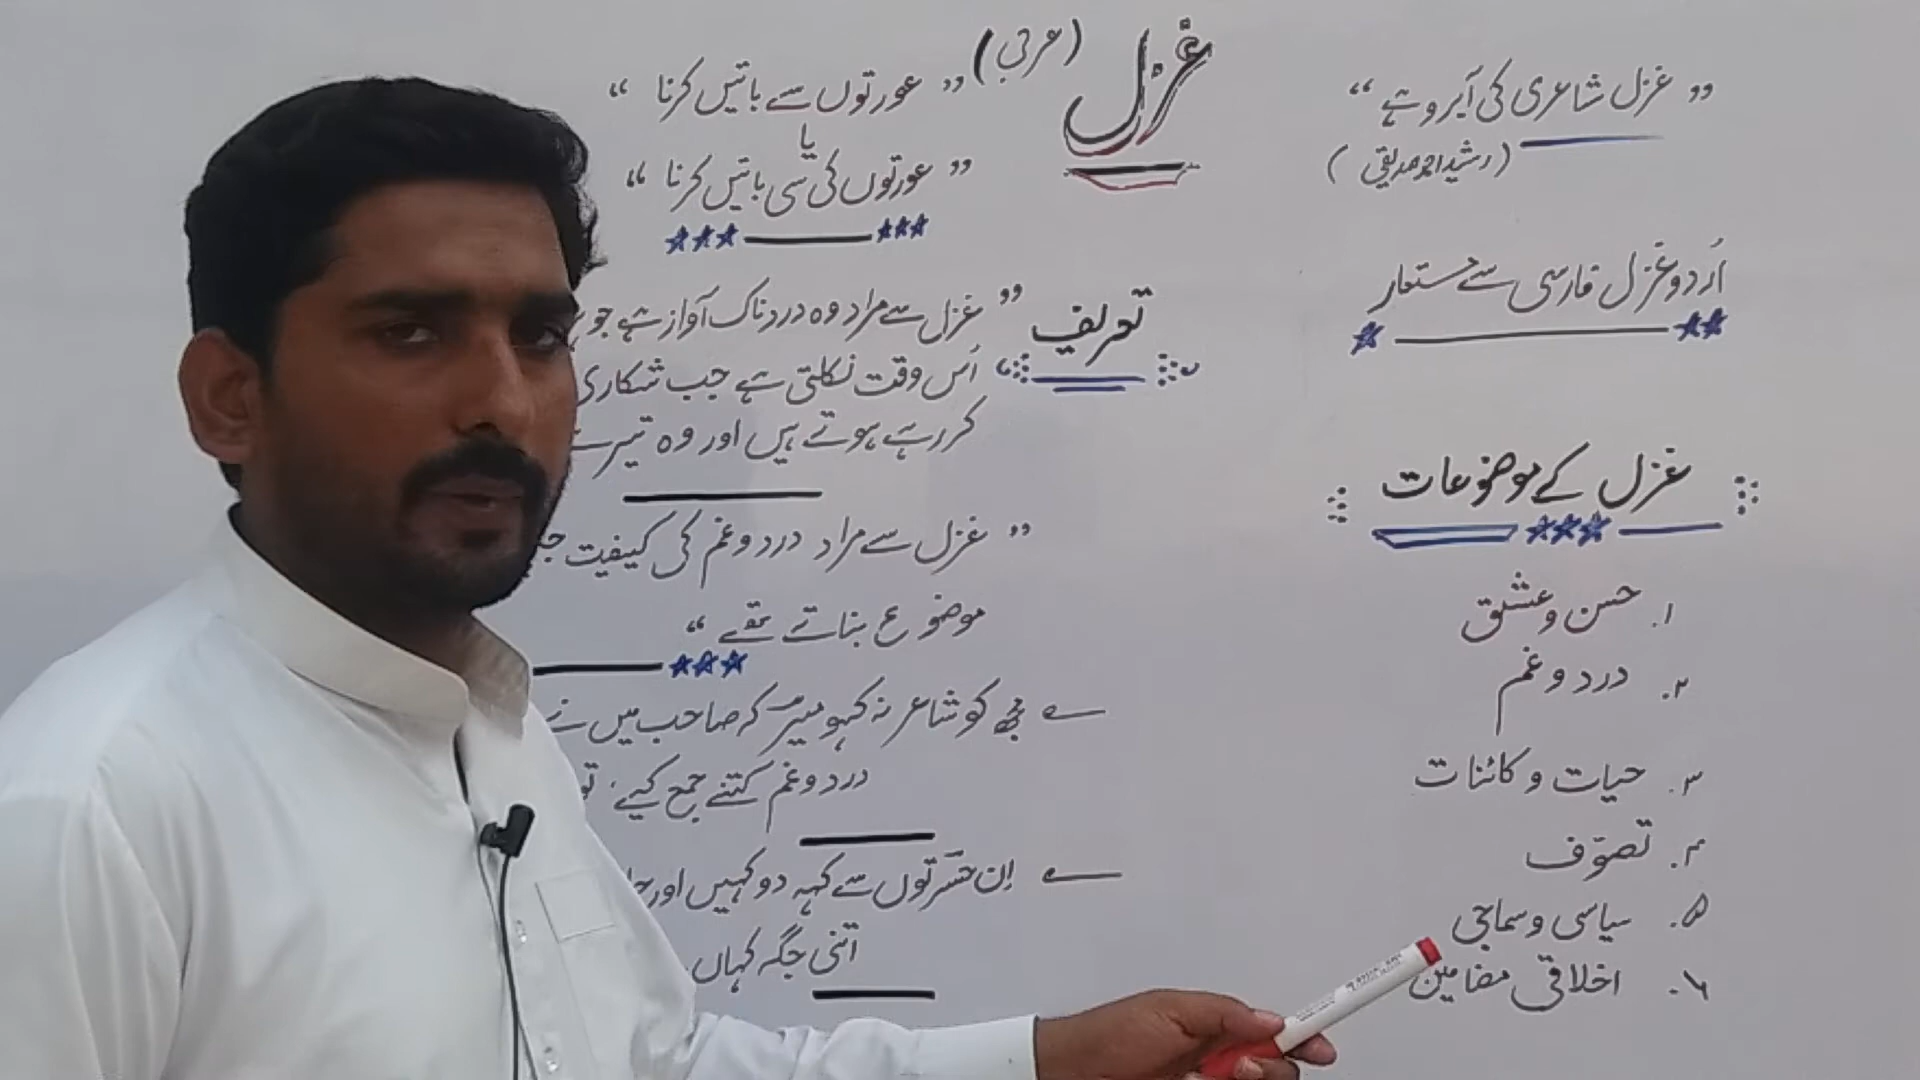 غزل (عربی)
” عورتوں سے باتیں کرنا “
یا
” عورتوں کی سی باتیں کرنا “
” غزل شاعری کی آبرو ہے “
(رشید احمد صدیقی)
اُردو غزل فارسی سے مستعار
تعریف
” غزل سے مراد وہ دردناک آواز ہے جو
اُس وقت نکلتی ہے جب شکاری
کر رہے ہوتے ہیں اور وہ تیر سے
” غزل سے مراد درد و غم کی کیفیت
موضوع بناتے تھے “
مجھ کو شاعر نہ کہو میر کہ صاحب میں نے
درد و غم کتنے جمع کیے، تو
اِن حسرتوں سے کہہ دو کہیں اور جا
اتنی جگہ کہاں
غزل کے موضوعات
۱. حسن و عشق
۲. درد و غم
۳. حیات و کائنات
۴. تصوّف
۵. سیاسی و سماجی
۶. اخلاقی مضامین